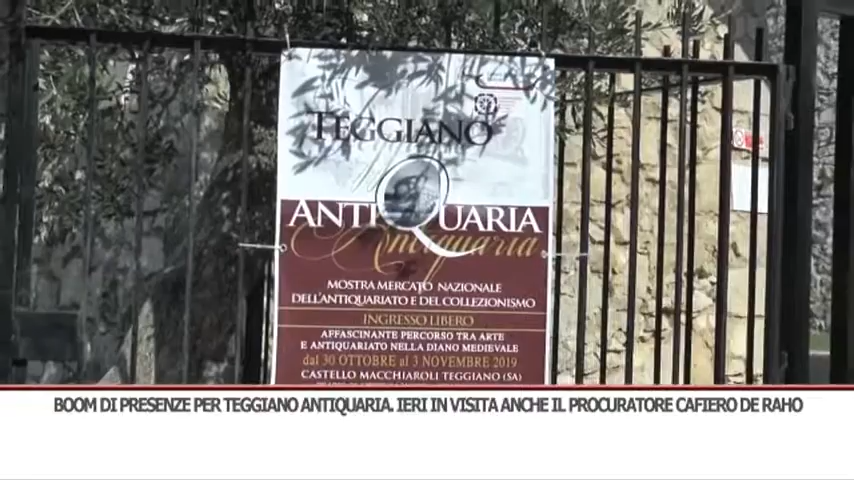 TEGGIANO
ANTIQUARIA
Antiquaria
MOSTRA MERCATO NAZIONALE
DELL'ANTIQUARIATO E DEL COLLEZIONISMO
INGRESSO LIBERO
AFFASCINANTE PERCORSO TRA ARTE
E ANTIQUARIATO NELLA DIANO MEDIEVALE
dal 30 OTTOBRE al 3 NOVEMBRE 2019
CASTELLO MACCHIAROLI TEGGIANO (SA)
BOOM DI PRESENZE PER TEGGIANO ANTIQUARIA. IERI IN VISITA ANCHE IL PROCURATORE CAFIERO DE RAHO